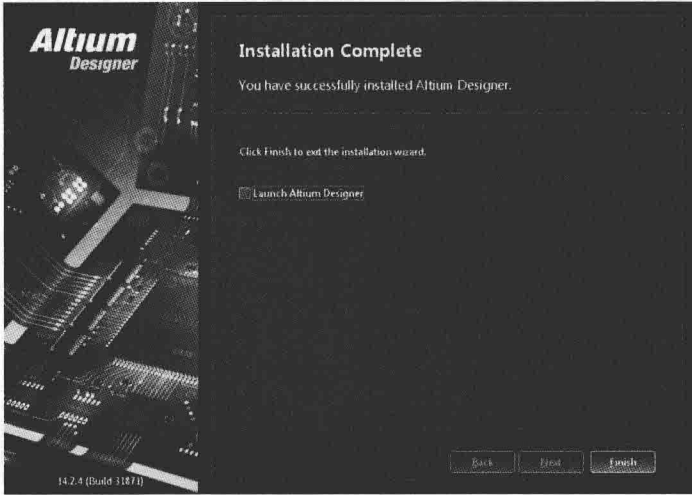 Altium
Designer
Installation Complete
You have successfully installed Altium Designer.
Click Finish to exit the installation wizard.
Launch Altium Designer
Back
Next
Finish
14.2.4 (Build 31871)